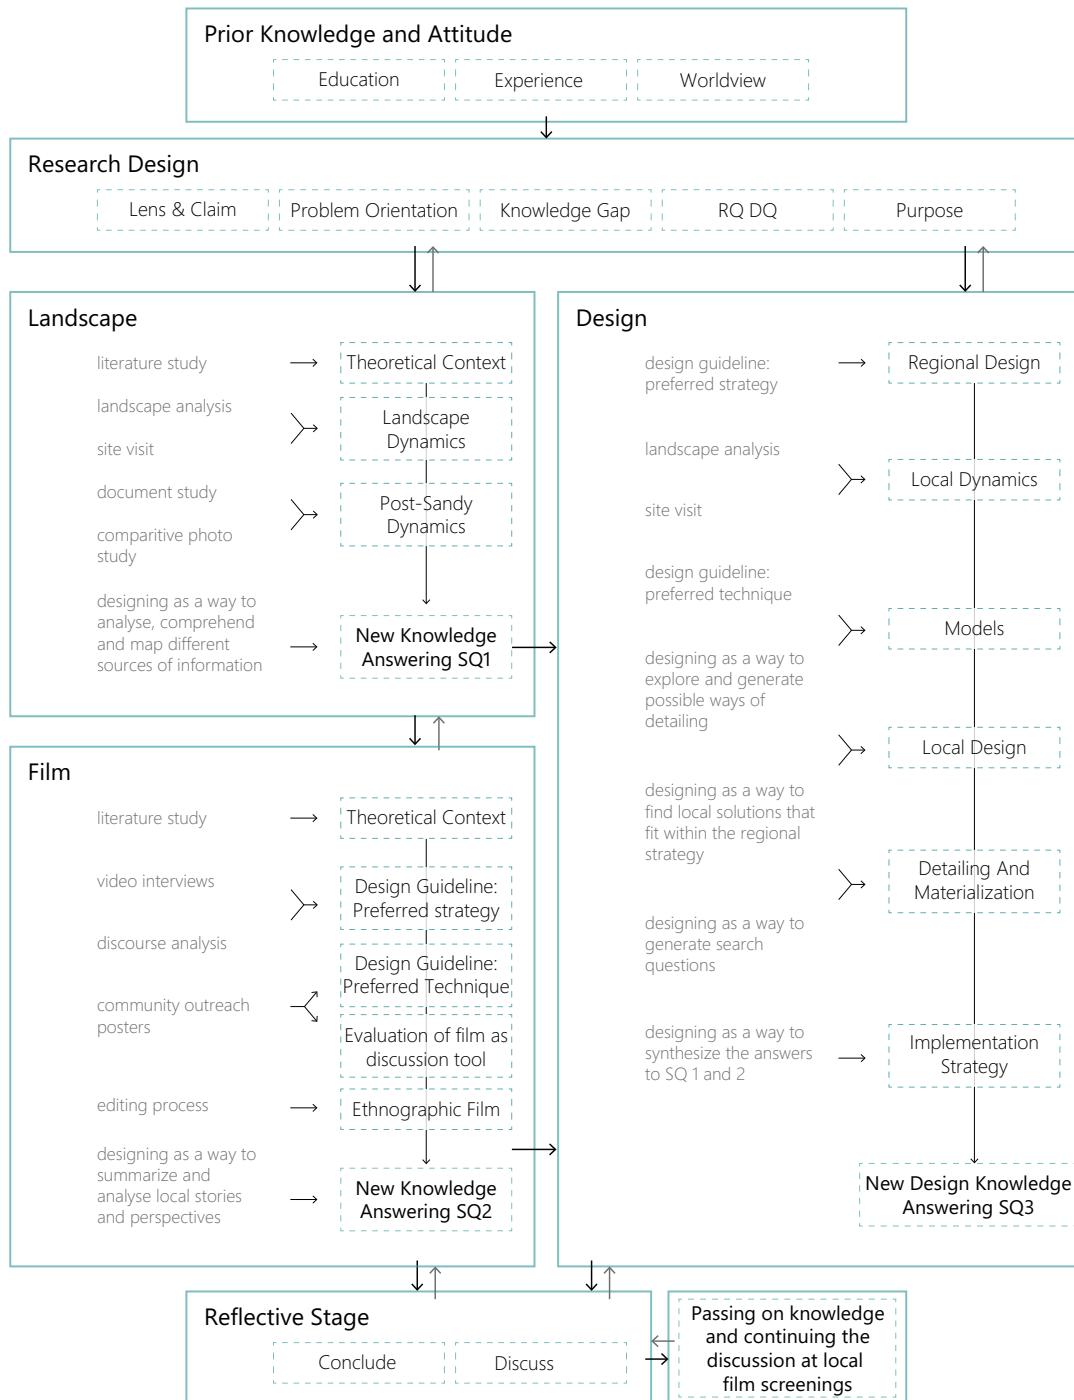 Prior Knowledge and Attitude
Education
Experience
Worldview
Research Design
Lens & Claim
Problem Orientation
Knowledge Gap
RQ DQ
Purpose
Landscape
literature study
Theoretical Context
landscape analysis
site visit
Landscape
Dynamics
document study
comparitive photo
study
Post-Sandy
Dynamics
designing as a way to
analyse, comprehend
and map different
sources of information
New Knowledge
Answering SQ1
Film
literature study
Theoretical Context
video interviews
Design Guideline:
Preferred strategy
discourse analysis
Design Guideline:
Preferred Technique
community outreach
posters
Evaluation of film as
discussion tool
editing process
Ethnographic Film
designing as a way to
summarize and
analyse local stories
and perspectives
New Knowledge
Answering SQ2
Design
design guideline:
preferred strategy
Regional Design
landscape analysis
site visit
Local Dynamics
design guideline:
preferred technique
Models
designing as a way to
explore and generate
possible ways of
detailing
Local Design
designing as a way to
find local solutions that
fit within the regional
strategy
Detailing And
Materialization
designing as a way to
generate search
questions
designing as a way to
synthesize the answers
to SQ 1 and 2
Implementation
Strategy
New Design Knowledge
Answering SQ3
Reflective Stage
Conclude
Discuss
Passing on knowledge
and continuing the
discussion at local
film screenings